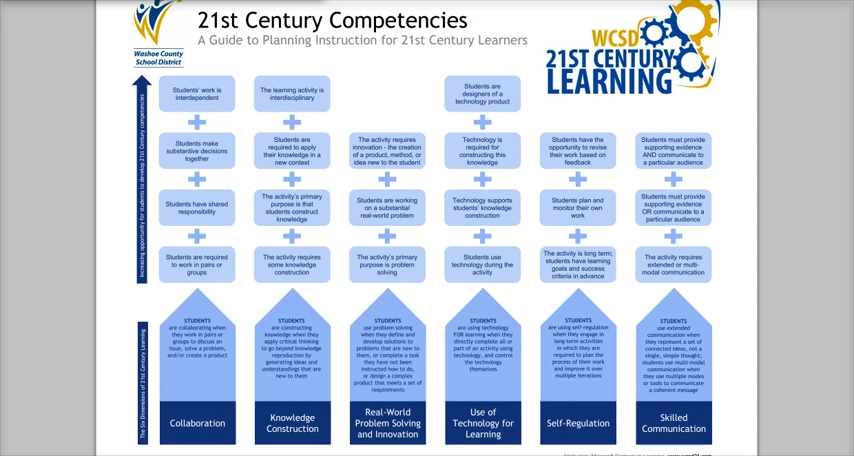 21st Century Competencies
A Guide to Planning Instruction for 21st Century Learners
Washoe County
School District
WCSD
21ST CENTURY
LEARNING
Increasing opportunity for students to develop 21st Century competencies
Students' work is
interdependent
Students make
substantive decisions
together
Students have shared
responsibility
Students are required
to work in pairs or
groups
The learning activity is
interdisciplinary
Students are
required to apply
their knowledge in a
new context
The activity's primary
purpose is that
students construct
knowledge
The activity requires
some knowledge
construction
The activity requires
innovation - the creation
of a product, method, or
idea new to the student
Students are working
on a substantial
real-world problem
The activity's primary
purpose is problem
solving
Students are
designers of a
technology product
Technology is
required for
constructing this
knowledge
Technology supports
students' knowledge
construction
Students use
technology during the
activity
Students have the
opportunity to revise
their work based on
feedback
Students plan and
monitor their own
work
The activity is long term;
students have learning
goals and success
criteria in advance
Students must provide
supporting evidence
AND communicate to
a particular audience
Students must provide
supporting evidence
OR communicate to a
particular audience
The activity requires
extended or multi-
modal communication
The Six Dimensions of 21st Century Learning
STUDENTS
are collaborating when
they work in pairs or
groups to discuss an
issue, solve a problem,
and/or create a product
Collaboration
STUDENTS
are constructing
knowledge when they
apply critical thinking
to go beyond knowledge
reproduction by
generating ideas and
understandings that are
new to them
Knowledge
Construction
STUDENTS
use problem solving
when they define and
develop solutions to
problems that are new to
them, or complete a task
they have not been
instructed how to do,
or design a complex
product that meets a set of
requirements
Real-World
Problem Solving
and Innovation
STUDENTS
are using technology
FOR learning when they
directly complete all or
part of an activity using
technology, and control
the technology
themselves
Use of
Technology for
Learning
STUDENTS
are using self-regulation
when they engage in
long-term activities
in which they are
required to plan the
process of their work
and improve it over
multiple iterations
Self-Regulation
STUDENTS
use extended
communication when
they represent a set of
connected ideas, not a
single, simple thought;
students use multi-modal
communication when
they use multiple modes
or tools to communicate
a coherent message
Skilled
Communication